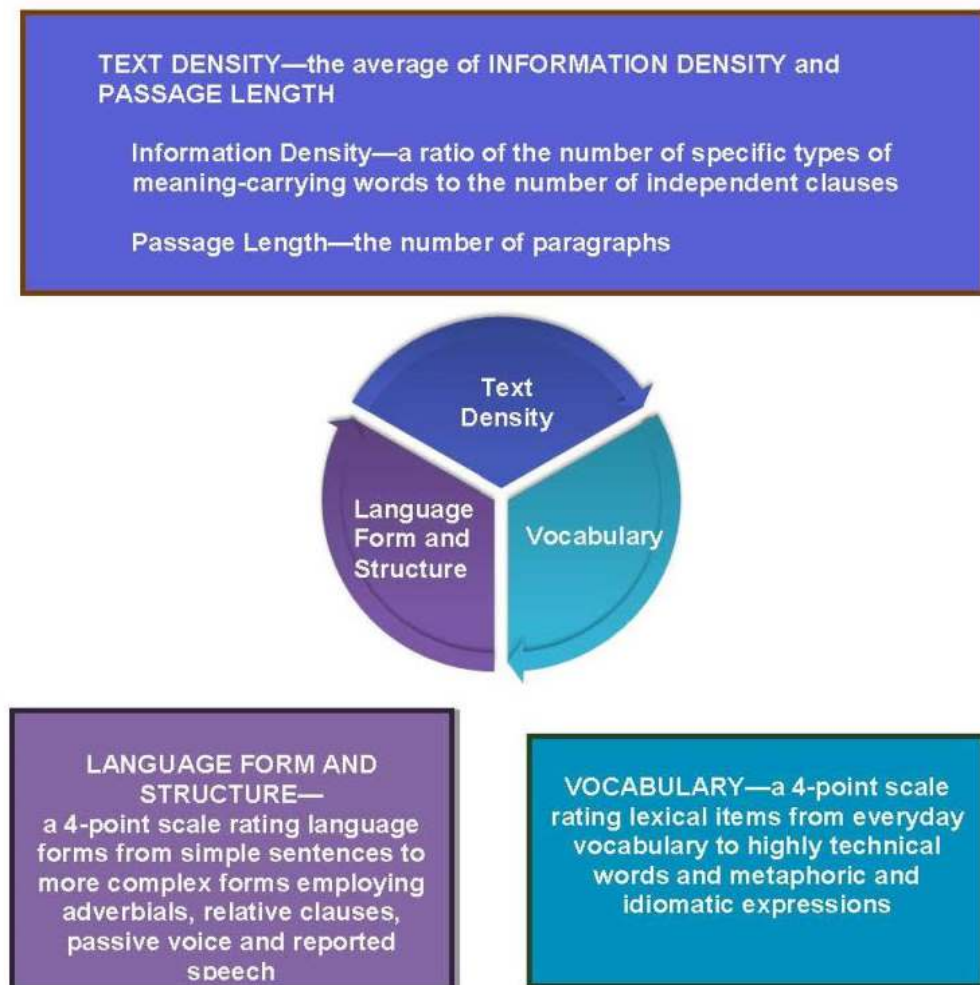 TEXT DENSITY—the average of INFORMATION DENSITY and
PASSAGE LENGTH
Information Density—a ratio of the number of specific types of
meaning-carrying words to the number of independent clauses
Passage Length—the number of paragraphs
Text
Density
Language
Form and
Structure
Vocabulary
LANGUAGE FORM AND
STRUCTURE—
a 4-point scale rating language
forms from simple sentences to
more complex forms employing
adverbials, relative clauses,
passive voice and reported
speech
VOCABULARY—a 4-point scale
rating lexical items from everyday
vocabulary to highly technical
words and metaphoric and
idiomatic expressions